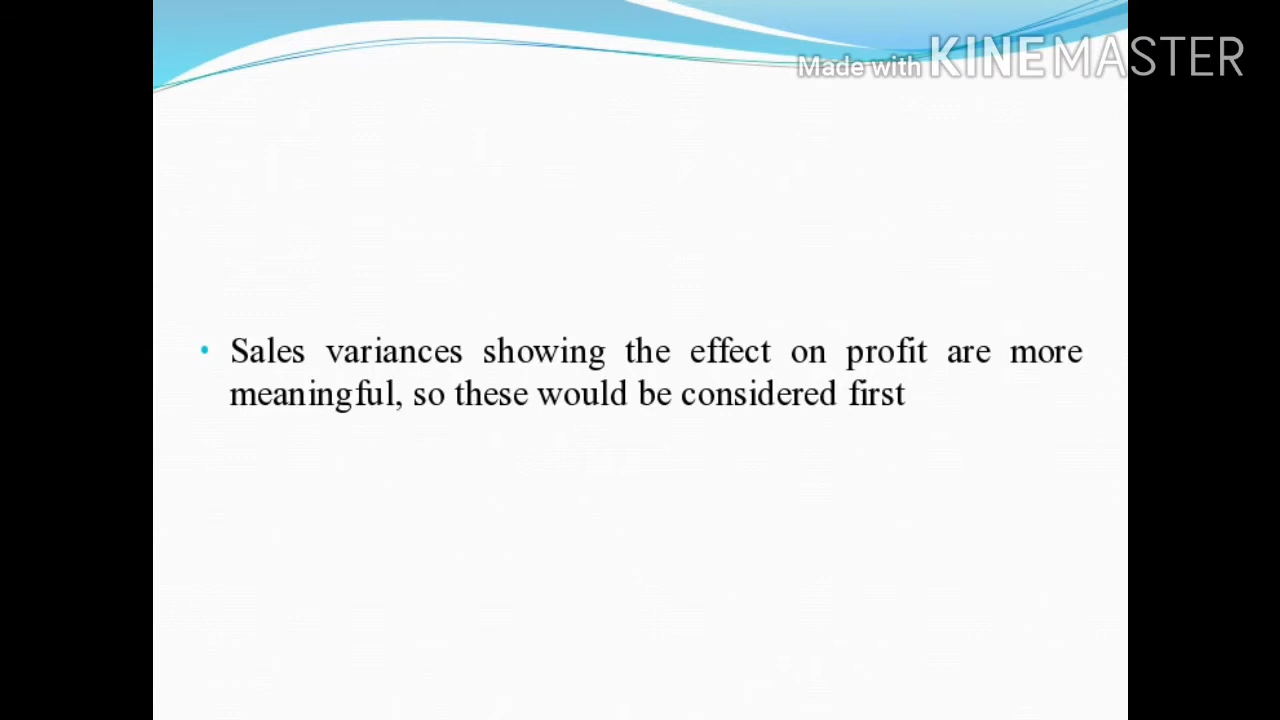 Made with KINEMASTER
• Sales variances showing the effect on profit are more
meaningful, so these would be considered first